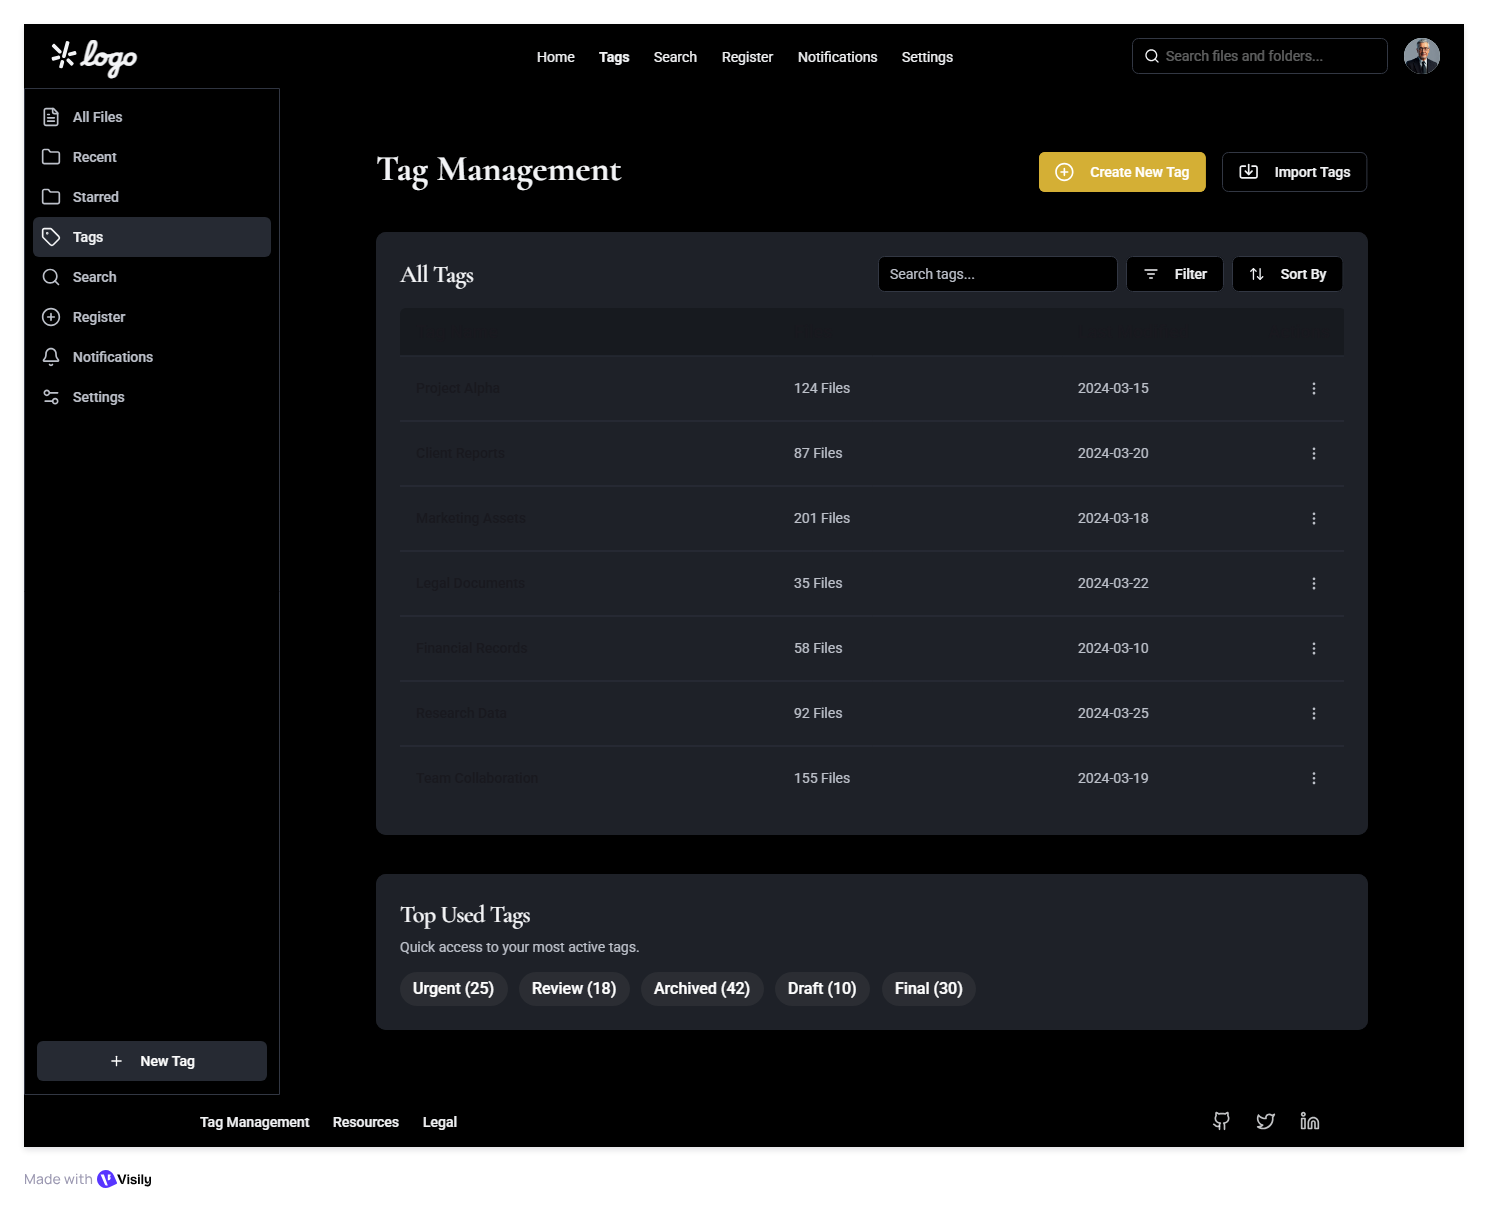 logo
Home Tags Search Register Notifications Settings
Search files and folders...
All Files
Recent
Starred
Tags
Search
Register
Notifications
Settings
New Tag
Tag Management
Create New Tag
Import Tags
All Tags
Search tags...
Filter
Sort By
Project Alpha 124 Files 2024-03-15
Client Reports 87 Files 2024-03-20
Marketing Assets 201 Files 2024-03-18
Legal Documents 35 Files 2024-03-22
Financial Records 58 Files 2024-03-10
Research Data 92 Files 2024-03-25
Team Collaboration 155 Files 2024-03-19
Top Used Tags
Quick access to your most active tags.
Urgent (25) Review (18) Archived (42) Draft (10) Final (30)
Tag Management Resources Legal
in
Made with Visily